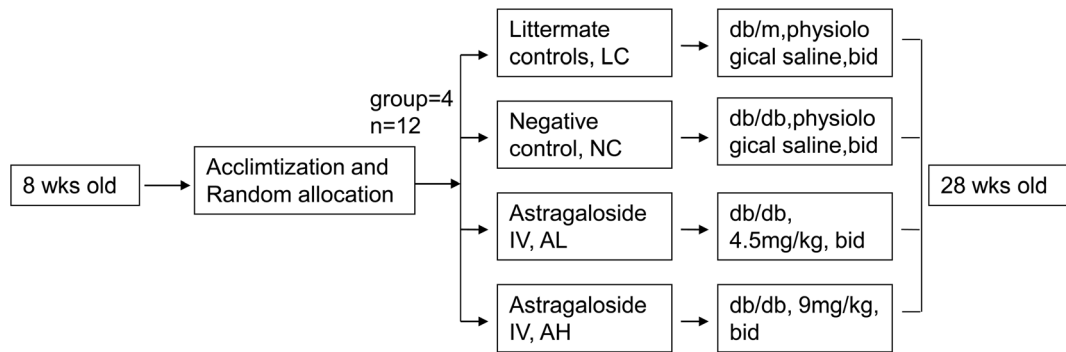 8 wks old
Acclimtization and
Random allocation
group=4
n=12
Littermate
controls, LC
db/m,physiolo
gical saline,bid
Negative
control, NC
db/db,physiolo
gical saline,bid
Astragaloside
IV, AL
db/db,
4.5mg/kg, bid
Astragaloside
IV, AH
db/db, 9mg/kg,
bid
28 wks old